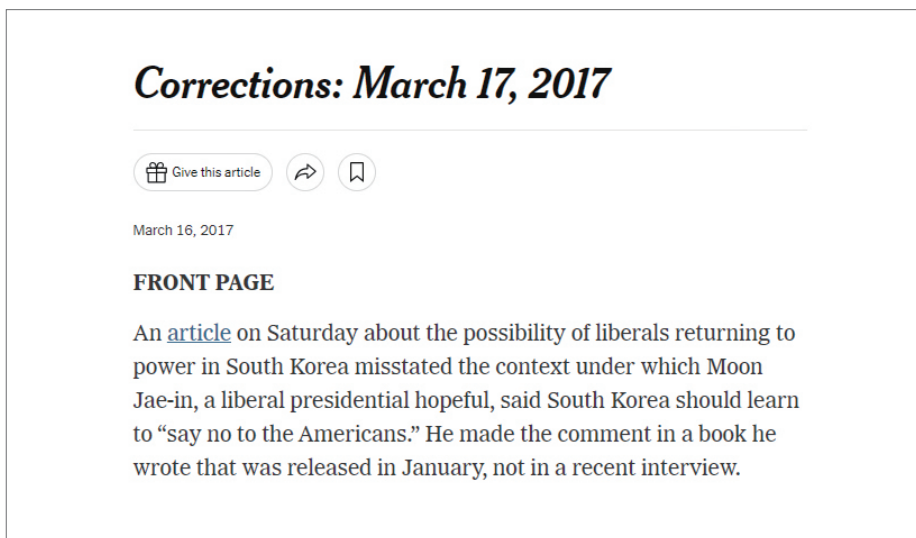 Corrections: March 17, 2017
Give this article
March 16, 2017
FRONT PAGE
An article on Saturday about the possibility of liberals returning to
power in South Korea misstated the context under which Moon
Jae-in, a liberal presidential hopeful, said South Korea should learn
to “say no to the Americans.” He made the comment in a book he
wrote that was released in January, not in a recent interview.